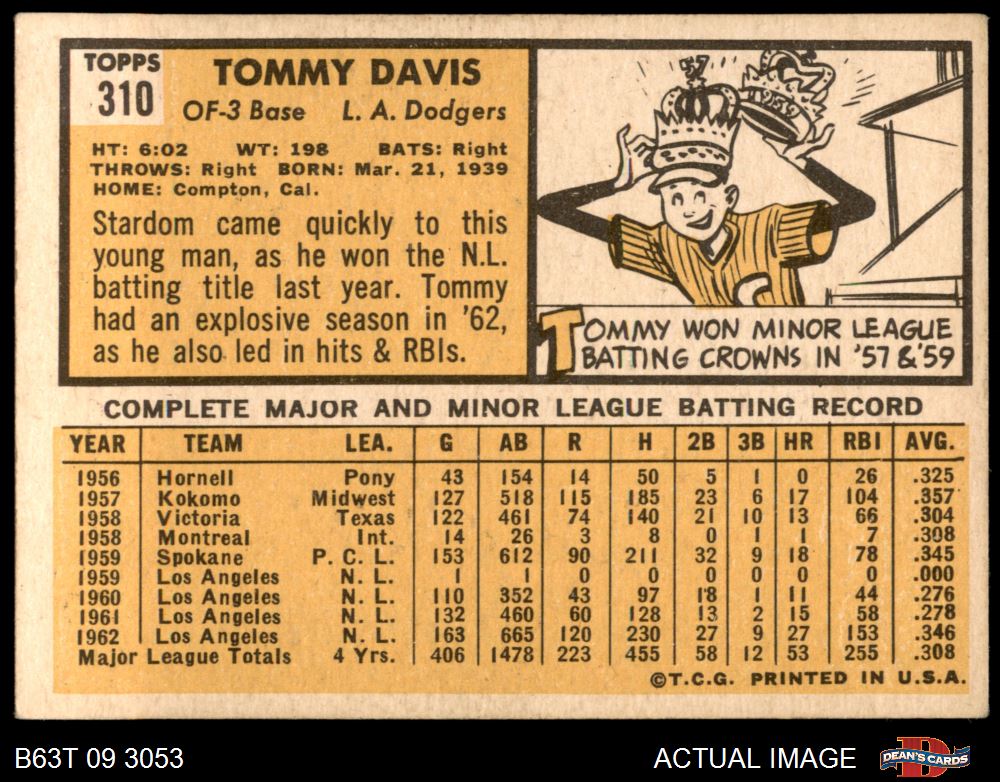 TOPPS
310
TOMMY DAVIS
OF-3 Base L. A. Dodgers
HT: 6:02 WT: 198 BATS: Right
THROWS: Right BORN: Mar. 21, 1939
HOME: Compton, Cal.
Stardom came quickly to this
young man, as he won the N.L.
batting title last year. Tommy
had an explosive season in '62,
as he also led in hits & RBIs.
57
1959
TOMMY WON MINOR LEAGUE
BATTING CROWNS IN '57 & '59
COMPLETE MAJOR AND MINOR LEAGUE BATTING RECORD
YEAR TEAM LEA. G AB R H 2B 3B HR RBI AVG.
1956 Hornell Pony 43 154 14 50 5 1 0 26 .325
1957 Kokomo Midwest 127 518 115 185 23 6 17 104 .357
1958 Victoria Texas 122 461 74 140 21 10 13 66 .304
1958 Montreal Int. 14 26 3 8 0 1 1 7 .308
1959 Spokane P. C. L. 153 612 90 211 32 9 18 78 .345
1959 Los Angeles N. L. 1 1 0 0 0 0 0 0 .000
1960 Los Angeles N. L. 110 352 43 97 18 1 11 44 .276
1961 Los Angeles N. L. 132 460 60 128 13 2 15 58 .278
1962 Los Angeles N. L. 163 665 120 230 27 9 27 153 .346
Major League Totals 4 Yrs. 406 1478 223 455 58 12 53 255 .308
©T.C.G. PRINTED IN U.S.A.
B63T 09 3053 ACTUAL IMAGE DEAN'S CARDS